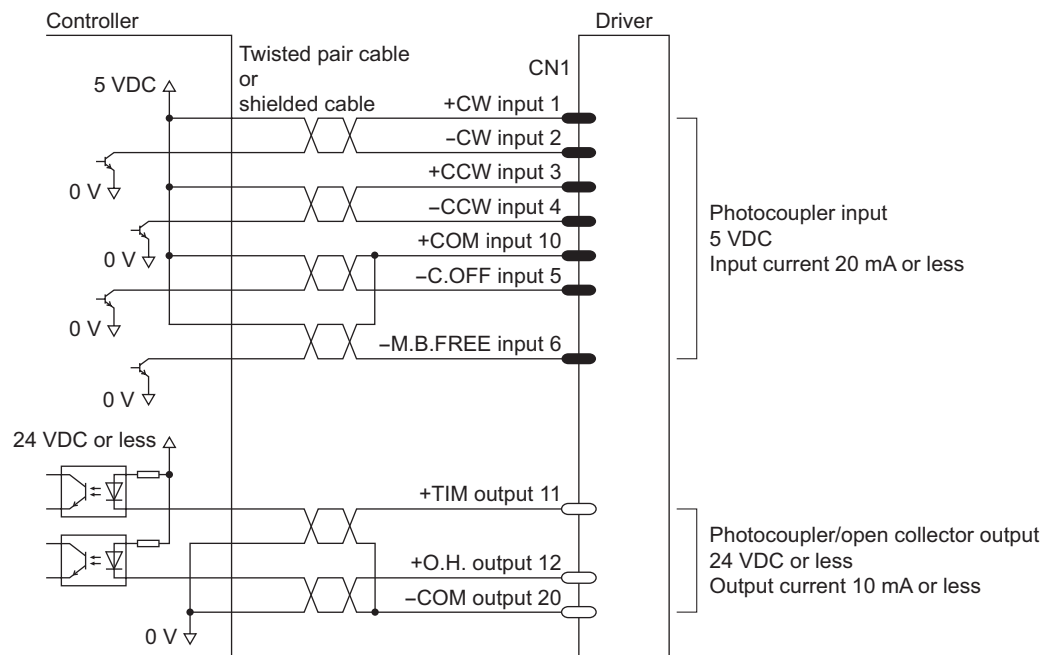 Controller
Driver
Twisted pair cable
or
shielded cable
CN1
5 VDC
+CW input 1
−CW input 2
0 V
+CCW input 3
−CCW input 4
0 V
+COM input 10
−C.OFF input 5
0 V
−M.B.FREE input 6
0 V
Photocoupler input
5 VDC
Input current 20 mA or less
24 VDC or less
+TIM output 11
+O.H. output 12
−COM output 20
0 V
Photocoupler/open collector output
24 VDC or less
Output current 10 mA or less